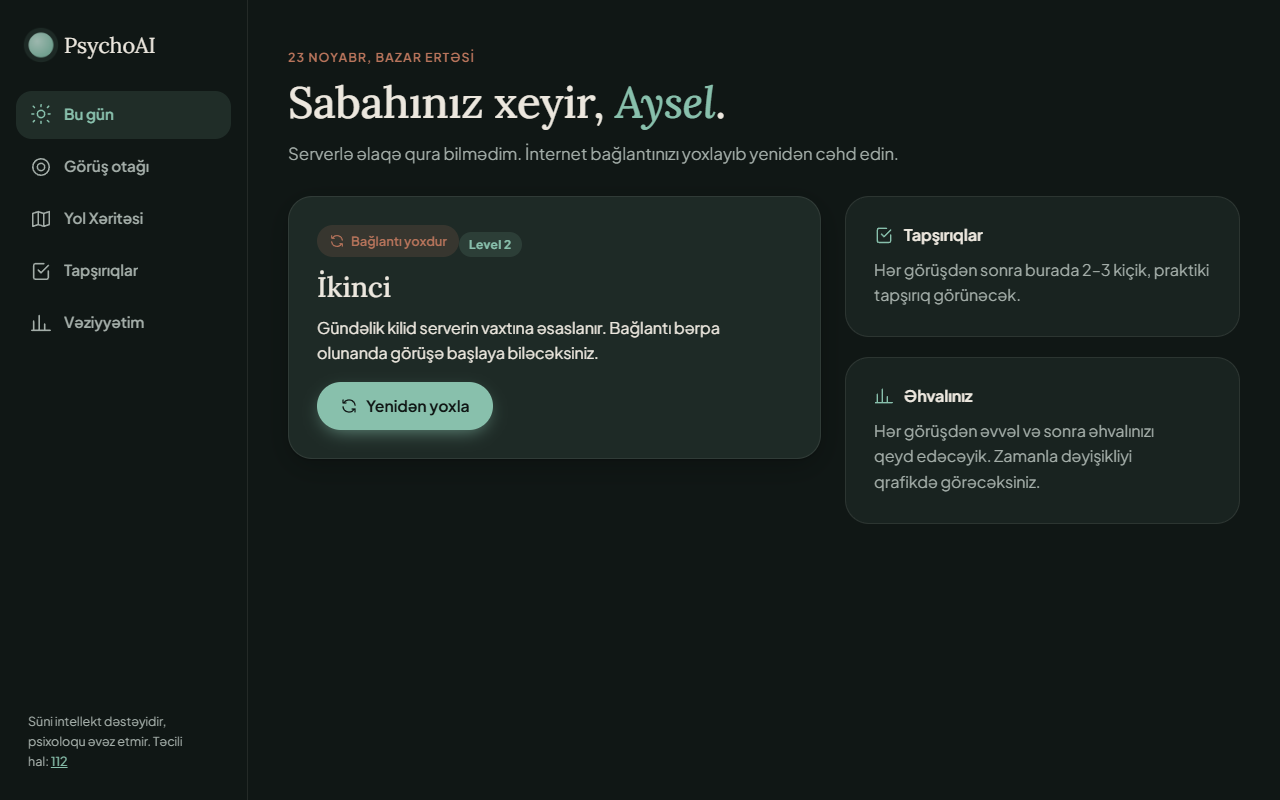 PsychoAI
Bu gün
Görüş otağı
Yol Xəritəsi
Tapşırıqlar
Vəziyyətim
Süni intellekt dəstəyidir,
psixoloqu əvəz etmir. Təcili
hal: 112
23 NOYABR, BAZAR ERTƏSİ
Sabahınız xeyir, Aysel.
Serverlə əlaqə qura bilmədim. İnternet bağlantınızı yoxlayıb yenidən cəhd edin.
Bağlantı yoxdur Level 2
İkinci
Gündəlik kilid serverin vaxtına əsaslanır. Bağlantı bərpa
olunanda görüşə başlaya biləcəksiniz.
Yenidən yoxla
Tapşırıqlar
Hər görüşdən sonra burada 2–3 kiçik, praktiki
tapşırıq görünəcək.
Əhvalınız
Hər görüşdən əvvəl və sonra əhvalınızı
qeyd edəcəyik. Zamanla dəyişikliyi
qrafikdə görəcəksiniz.